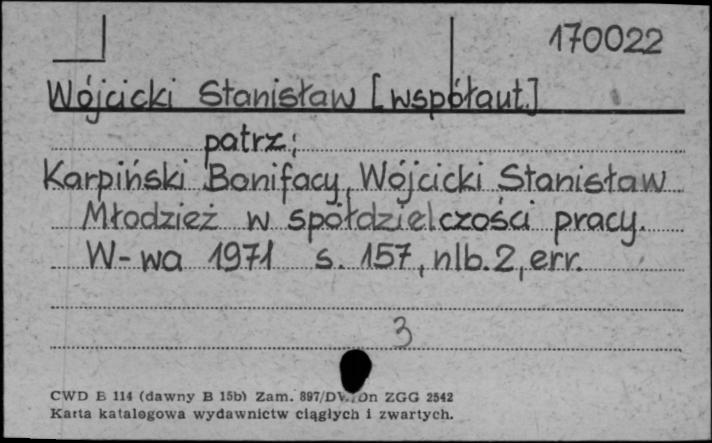 170022
Wójcicki Stanisław [współaut.]
patrz:
Karpiński Bonifacy, Wójcicki Stanisław
Młodzież w spółdzielczości pracy.
W-wa 1971 s. 157, nlb. 2, err.
3
CWD B 114 (dawny B 15b) Zam. 897/DV./Dn ZGG 2542
Karta katalogowa wydawnictw ciągłych i zwartych.